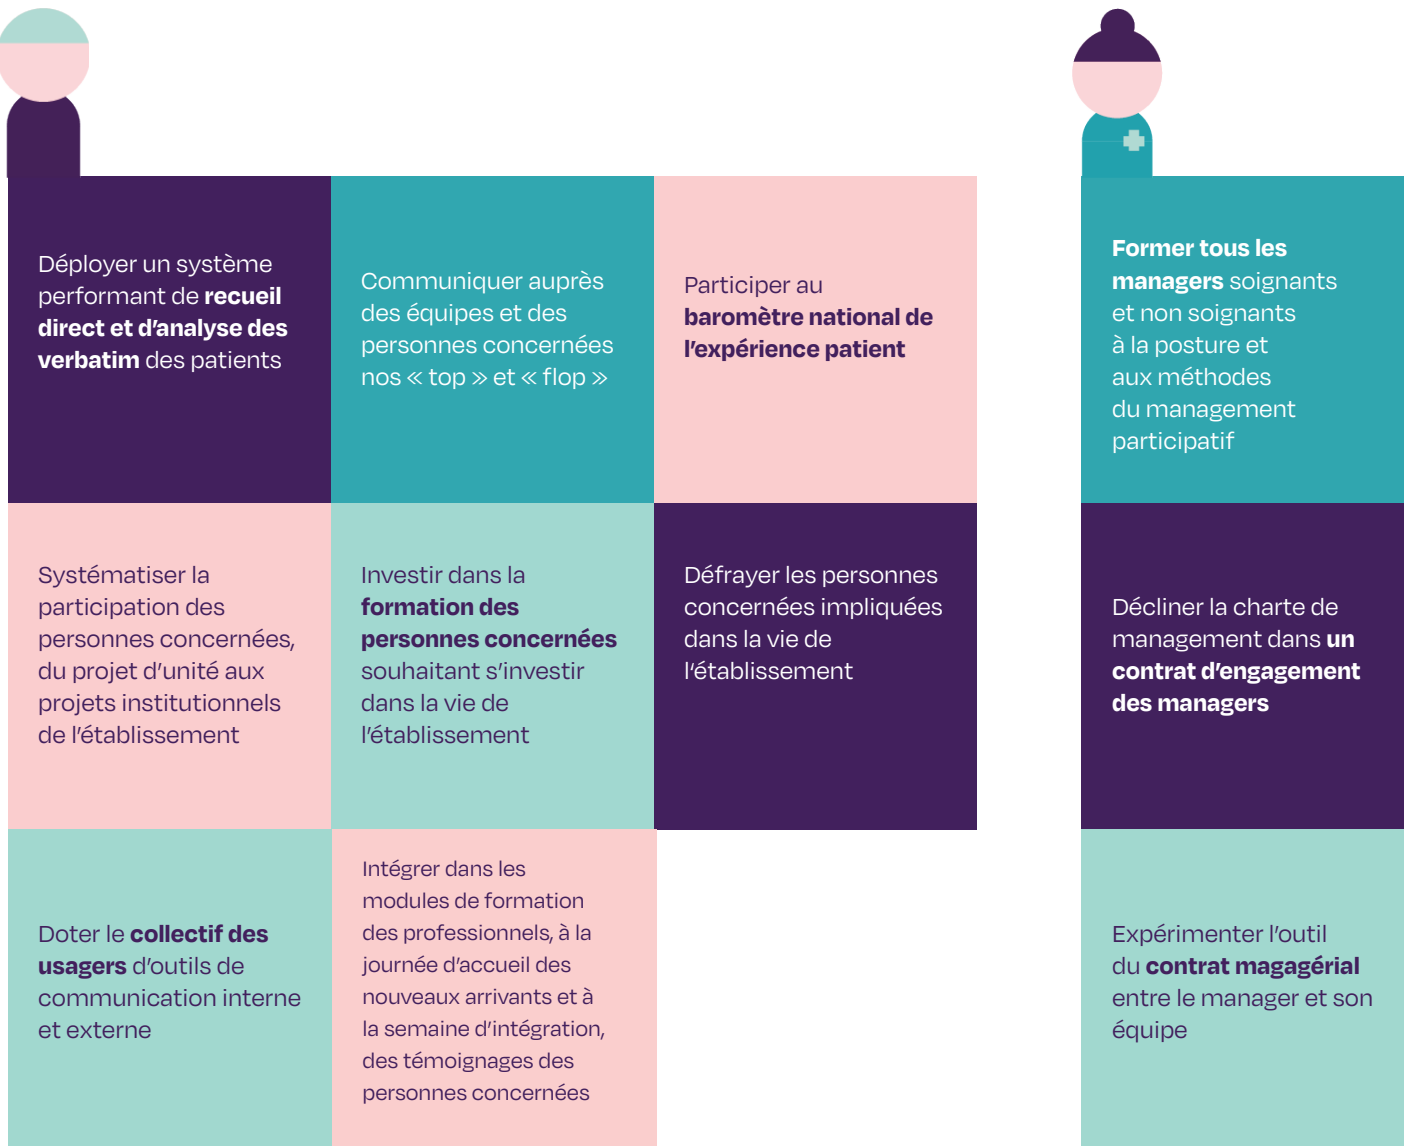 Déployer un système
performant de recueil
direct et d’analyse des
verbatim des patients
Communiquer auprès
des équipes et des
personnes concernées
nos « top » et « flop »
Participer au
baromètre national de
l’expérience patient
Systématiser la
participation des
personnes concernées,
du projet d’unité aux
projets institutionnels
de l’établissement
Investir dans la
formation des
personnes concernées
souhaitant s’investir
dans la vie de
l’établissement
Défrayer les personnes
concernées impliquées
dans la vie de
l’établissement
Doter le collectif des
usagers d’outils de
communication interne
et externe
Intégrer dans les
modules de formation
des professionnels, à la
journée d’accueil des
nouveaux arrivants et à
la semaine d’intégration,
des témoignages des
personnes concernées
Former tous les
managers soignants
et non soignants
à la posture et
aux méthodes
du management
participatif
Décliner la charte de
management dans un
contrat d’engagement
des managers
Expérimenter l’outil
du contrat magagérial
entre le manager et son
équipe